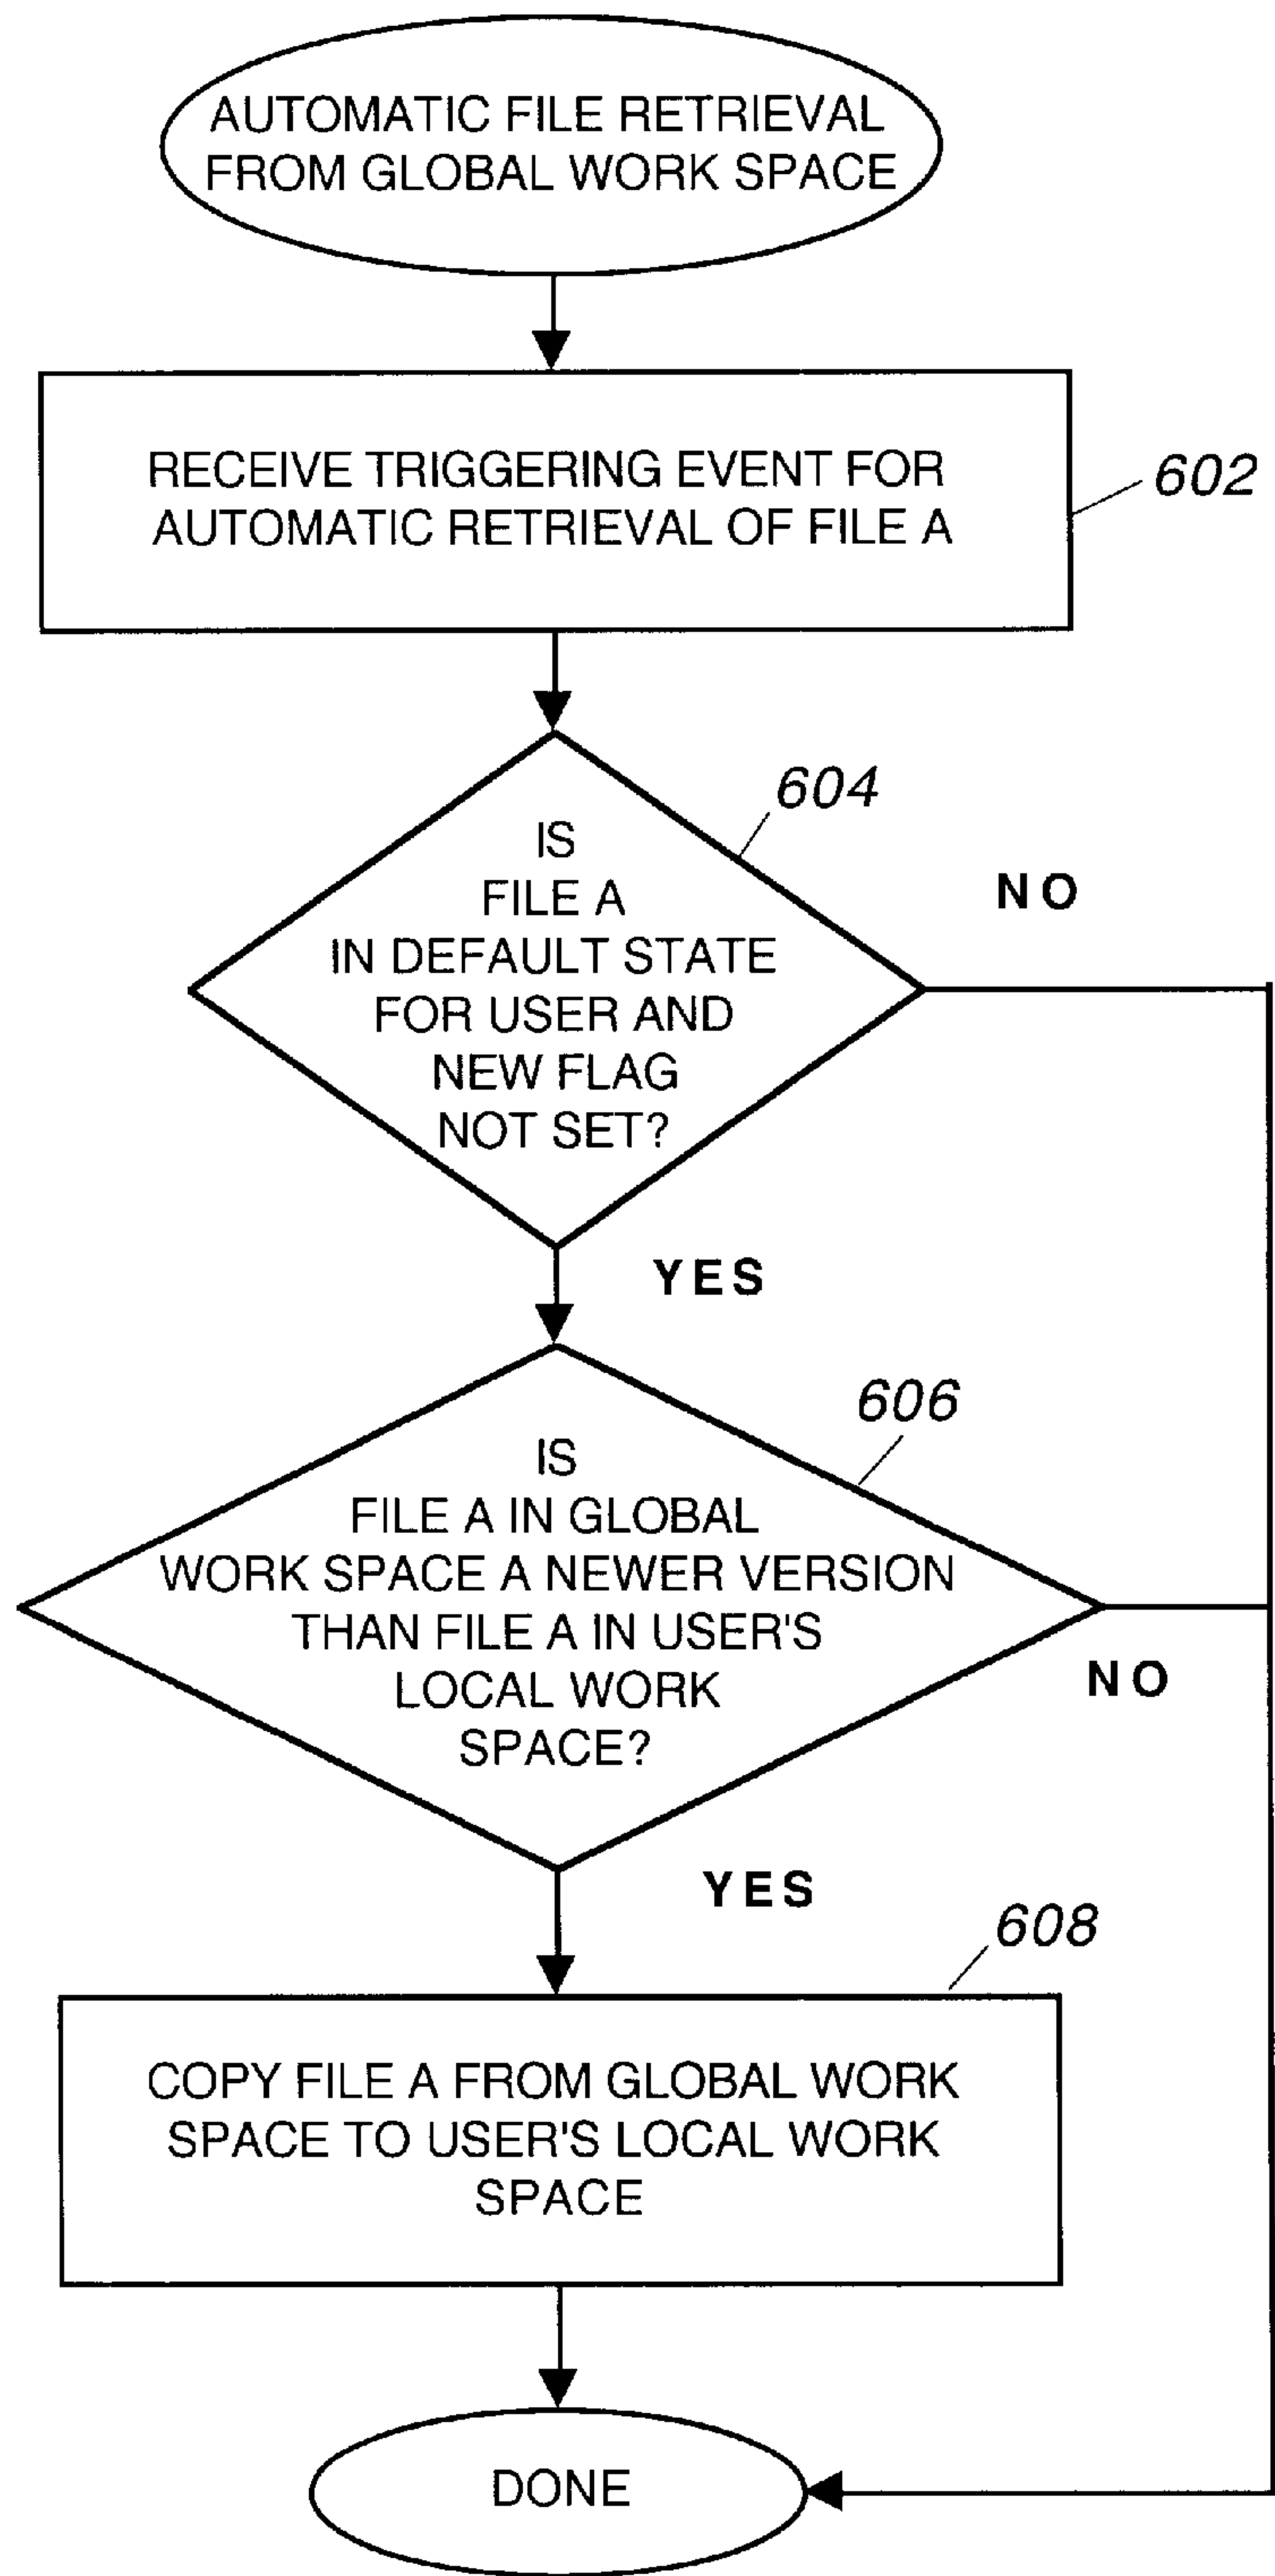 AUTOMATIC FILE RETRIEVAL
FROM GLOBAL WORK SPACE
RECEIVE TRIGGERING EVENT FOR
AUTOMATIC RETRIEVAL OF FILE A
602
604
IS
FILE A
IN DEFAULT STATE
FOR USER AND
NEW FLAG
NOT SET?
NO
YES
606
IS
FILE A IN GLOBAL
WORK SPACE A NEWER VERSION
THAN FILE A IN USER'S
LOCAL WORK
SPACE?
NO
YES
608
COPY FILE A FROM GLOBAL WORK
SPACE TO USER'S LOCAL WORK
SPACE
DONE